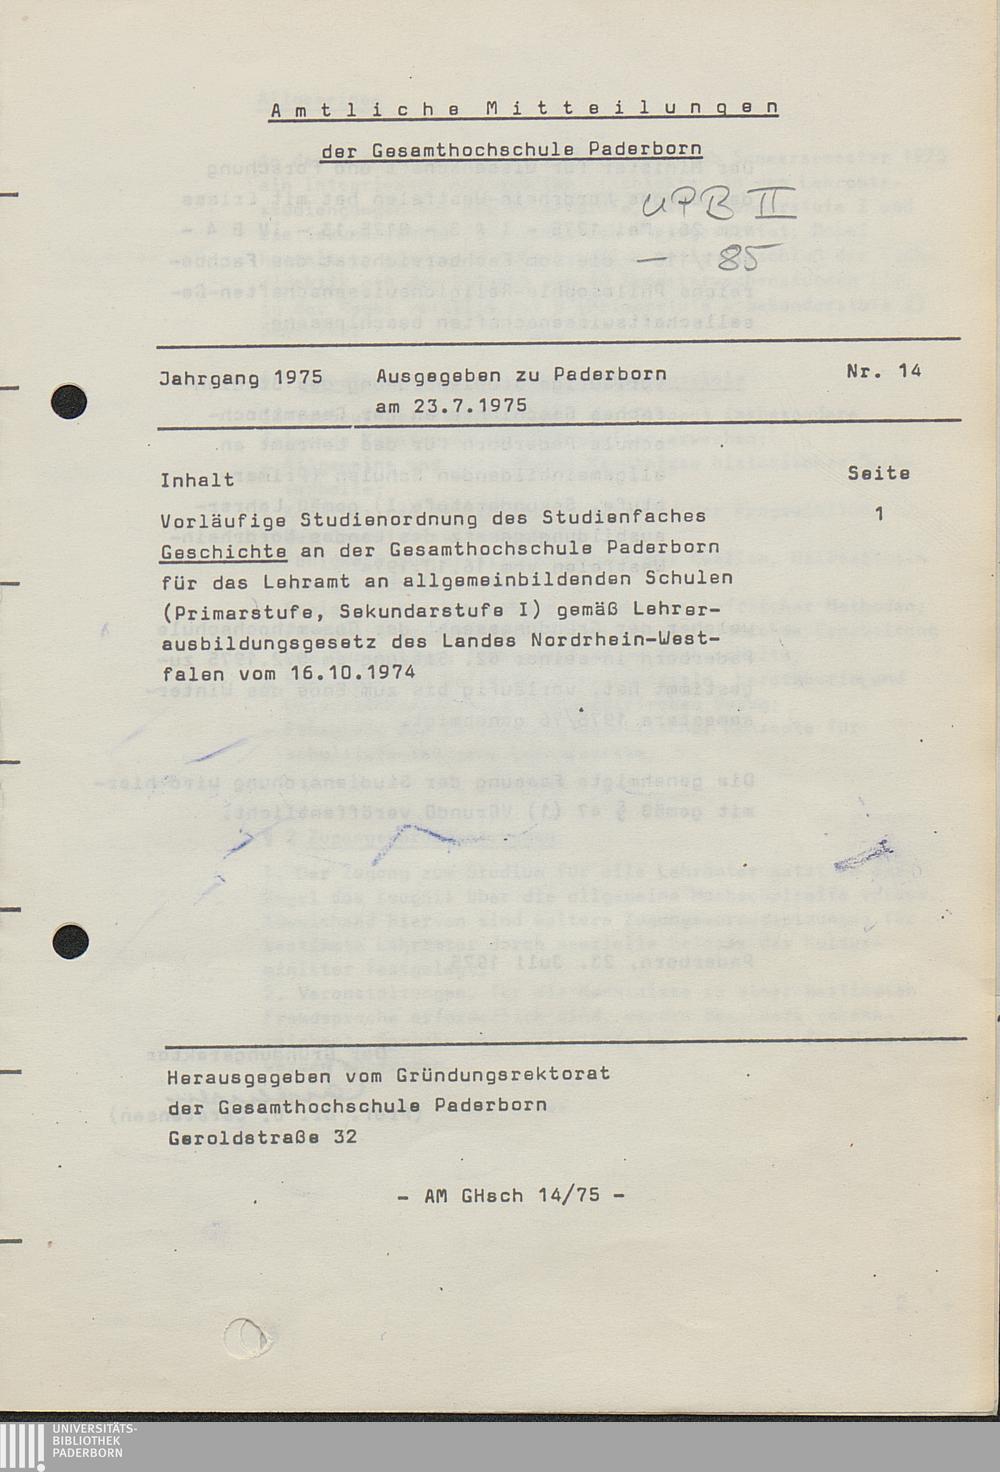 Amtliche Mitteilungen
der Gesamthochschule Paderborn
UPB II
— 85
Jahrgang 1975 Ausgegeben zu Paderborn Nr. 14
am 23.7.1975
Inhalt Seite
Vorläufige Studienordnung des Studienfaches 1
Geschichte an der Gesamthochschule Paderborn
für das Lehramt an allgemeinbildenden Schulen
(Primarstufe, Sekundarstufe I) gemäß Lehrer-
ausbildungsgesetz des Landes Nordrhein-West-
falen vom 16.10.1974
Herausgegeben vom Gründungsrektorat
der Gesamthochschule Paderborn
Geroldstraße 32
- AM GHsch 14/75 -
UNIVERSITÄTS-
BIBLIOTHEK
PADERBORN